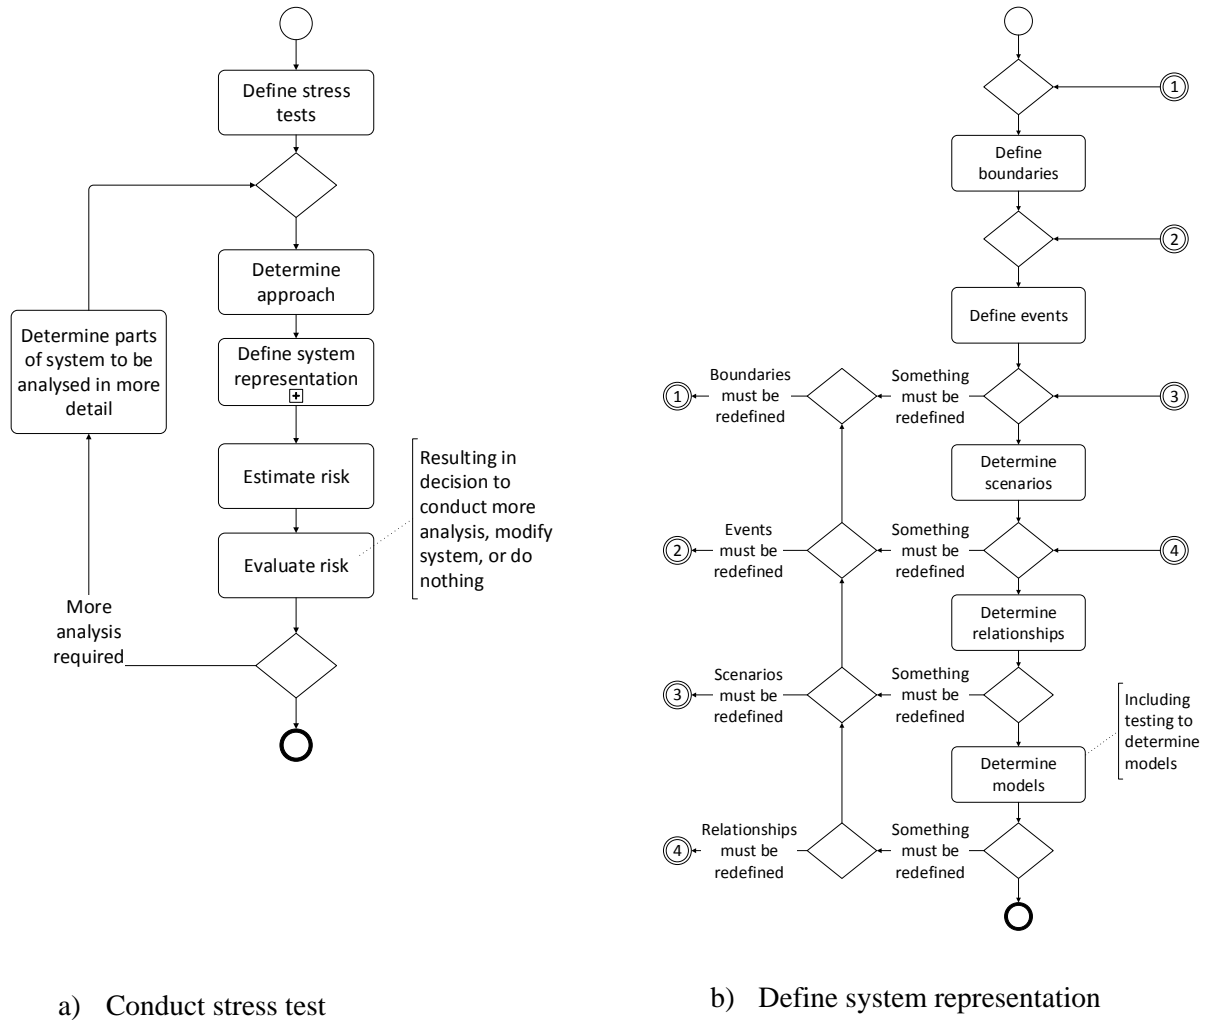 Define stress
tests
Determine
approach
Determine parts
of system to be
analysed in more
detail
Define system
representation
Estimate risk
Evaluate risk
Resulting in
decision to
conduct more
analysis, modify
system, or do
nothing
More
analysis
required
a) Conduct stress test
1
Define
boundaries
2
Define events
1
Boundaries
must be
redefined
Something
must be
redefined
3
Determine
scenarios
2
Events
must be
redefined
Something
must be
redefined
4
Determine
relationships
3
Scenarios
must be
redefined
Something
must be
redefined
Including
testing to
determine
models
Determine
models
4
Relationships
must be
redefined
Something
must be
redefined
b) Define system representation